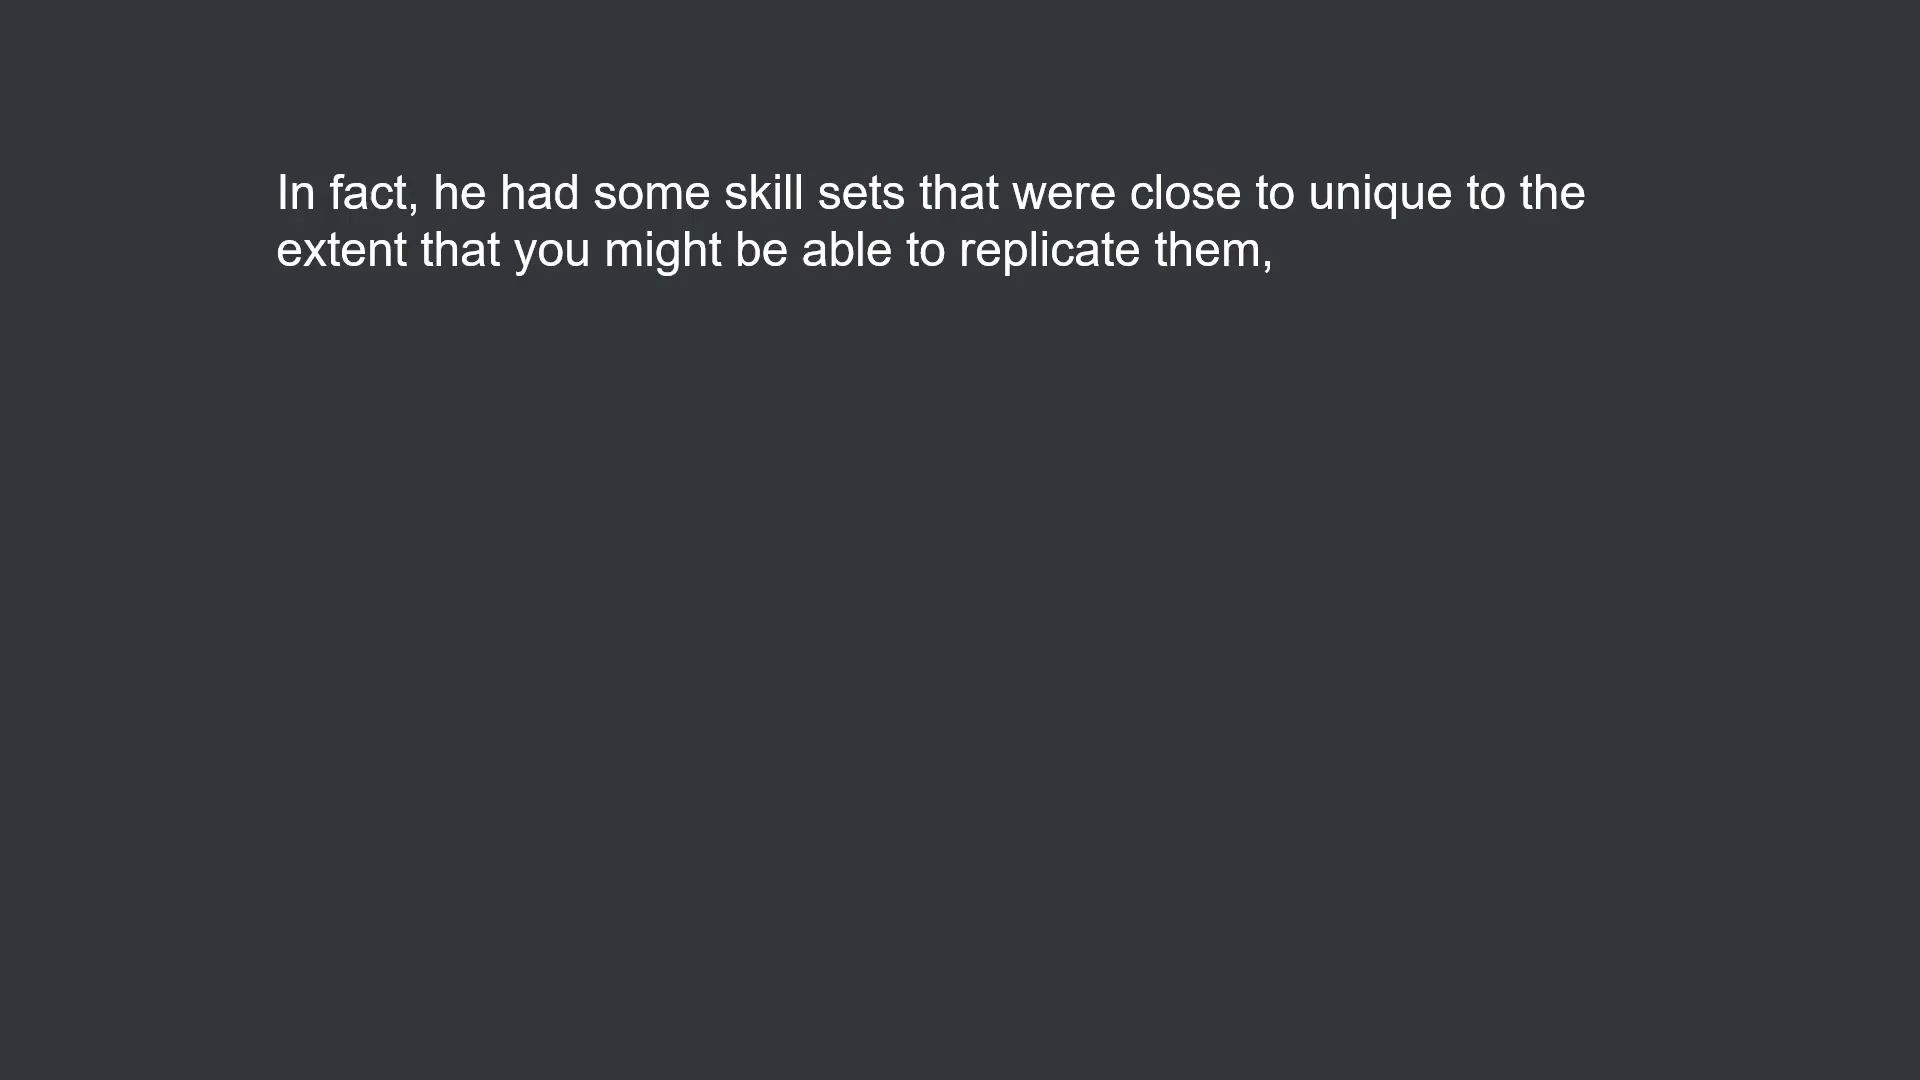 In fact, he had some skill sets that were close to unique to the
extent that you might be able to replicate them,